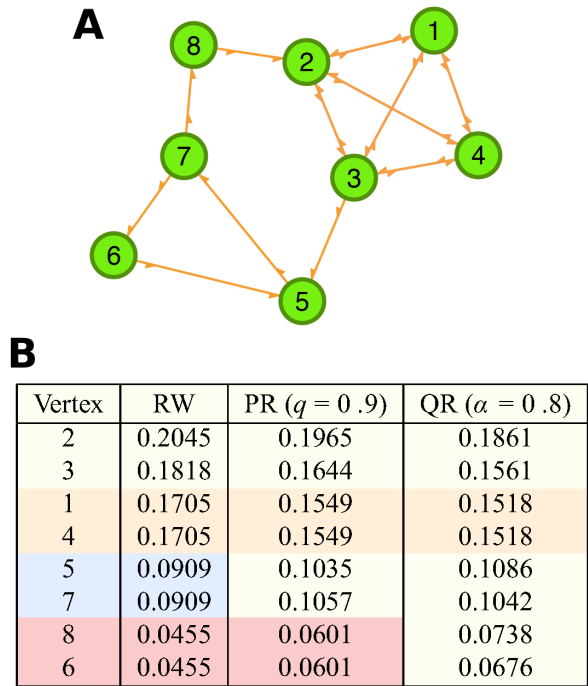 A
1
8
2
7
4
3
6
5
B
Vertex RW PR (q = 0 .9) QR (α = 0 .8)
2 0.2045 0.1965 0.1861
3 0.1818 0.1644 0.1561
1 0.1705 0.1549 0.1518
4 0.1705 0.1549 0.1518
5 0.0909 0.1035 0.1086
7 0.0909 0.1057 0.1042
8 0.0455 0.0601 0.0738
6 0.0455 0.0601 0.0676